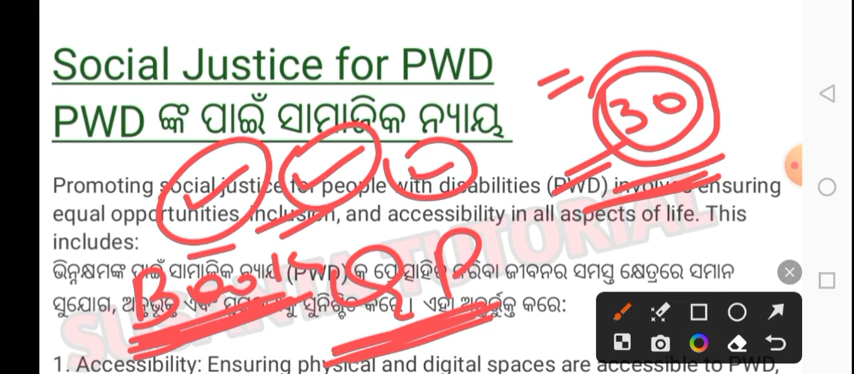 Social Justice for PWD
PWD ଙ୍କ ପାଇଁ ସାମାଜିକ ନ୍ୟାୟ
30
Promoting social justice for people with disabilities (PWD) involves ensuring
equal opportunities, inclusion, and accessibility in all aspects of life. This
includes:
ଭିନ୍ନକ୍ଷମଙ୍କ ପାଇଁ ସାମାଜିକ ନ୍ୟାୟ (PWD) କୁ ପ୍ରୋତ୍ସାହିତ କରିବା ଜୀବନର ସମସ୍ତ କ୍ଷେତ୍ରରେ ସମାନ
ସୁଯୋଗ, ଅନ୍ତର୍ଭୁକ୍ତି ଏବଂ ସୁନିଶ୍ଚିତ କରେ। ଏହା ଅନ୍ତର୍ଭୁକ୍ତ କରେ:
1. Accessibility: Ensuring physical and digital spaces are accessible to PWD,